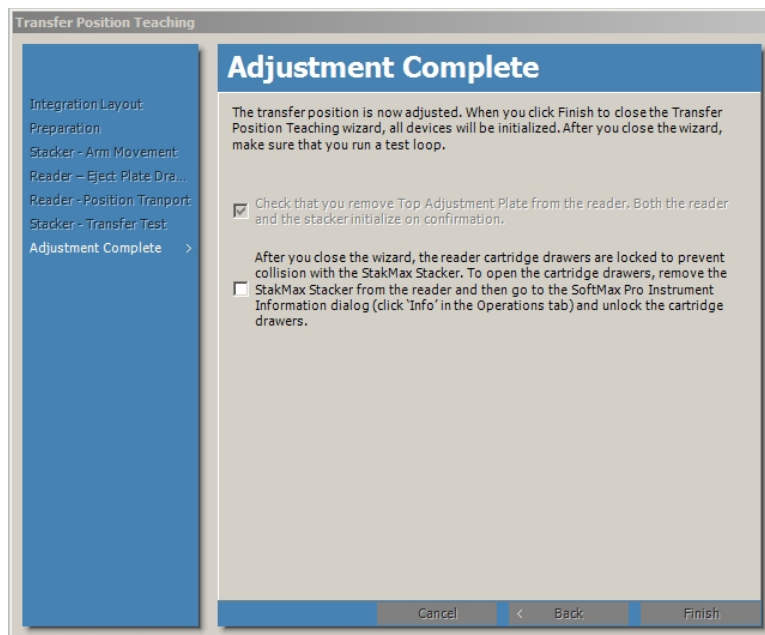 Transfer Position Teaching
Adjustment Complete
Integration Layout
Preparation
Stacker - Arm Movement
Reader – Eject Plate Dra...
Reader - Position Tranport
Stacker - Transfer Test
Adjustment Complete >
The transfer position is now adjusted. When you click Finish to close the Transfer
Position Teaching wizard, all devices will be initialized. After you close the wizard,
make sure that you run a test loop.
Check that you remove Top Adjustment Plate from the reader. Both the reader
and the stacker initialize on confirmation.
After you close the wizard, the reader cartridge drawers are locked to prevent
collision with the StakMax Stacker. To open the cartridge drawers, remove the
StakMax Stacker from the reader and then go to the SoftMax Pro Instrument
Information dialog (click ‘Info’ in the Operations tab) and unlock the cartridge
drawers.
Cancel < Back Finish